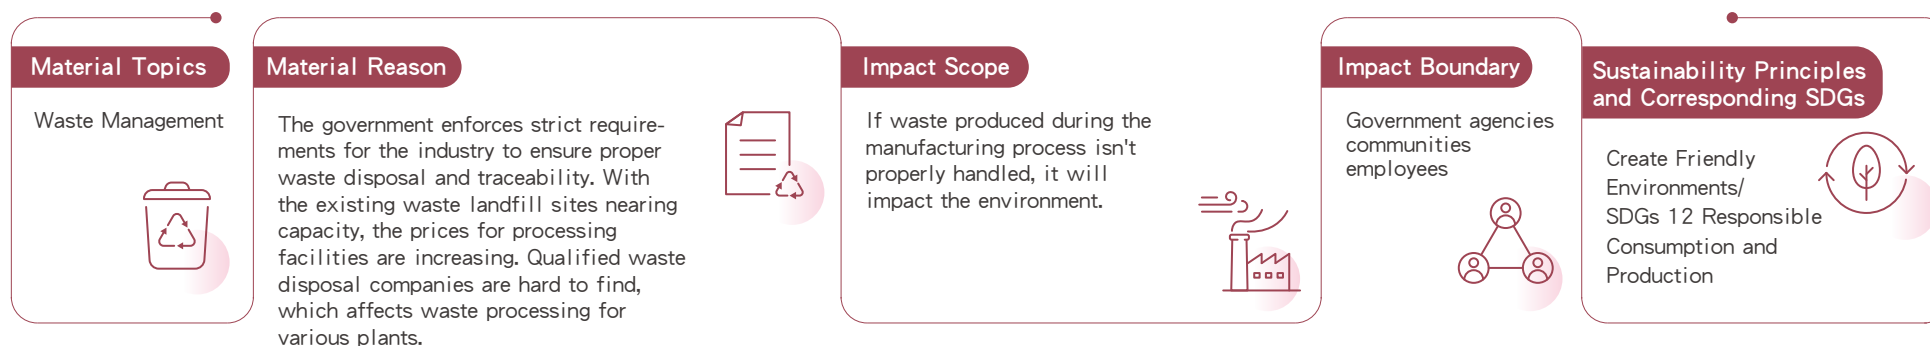 Material Topics
Waste Management
Material Reason
The government enforces strict require-
ments for the industry to ensure proper
waste disposal and traceability. With
the existing waste landfill sites nearing
capacity, the prices for processing
facilities are increasing. Qualified waste
disposal companies are hard to find,
which affects waste processing for
various plants.
Impact Scope
If waste produced during the
manufacturing process isn't
properly handled, it will
impact the environment.
Impact Boundary
Government agencies
communities
employees
Sustainability Principles
and Corresponding SDGs
Create Friendly
Environments/
SDGs 12 Responsible
Consumption and
Production